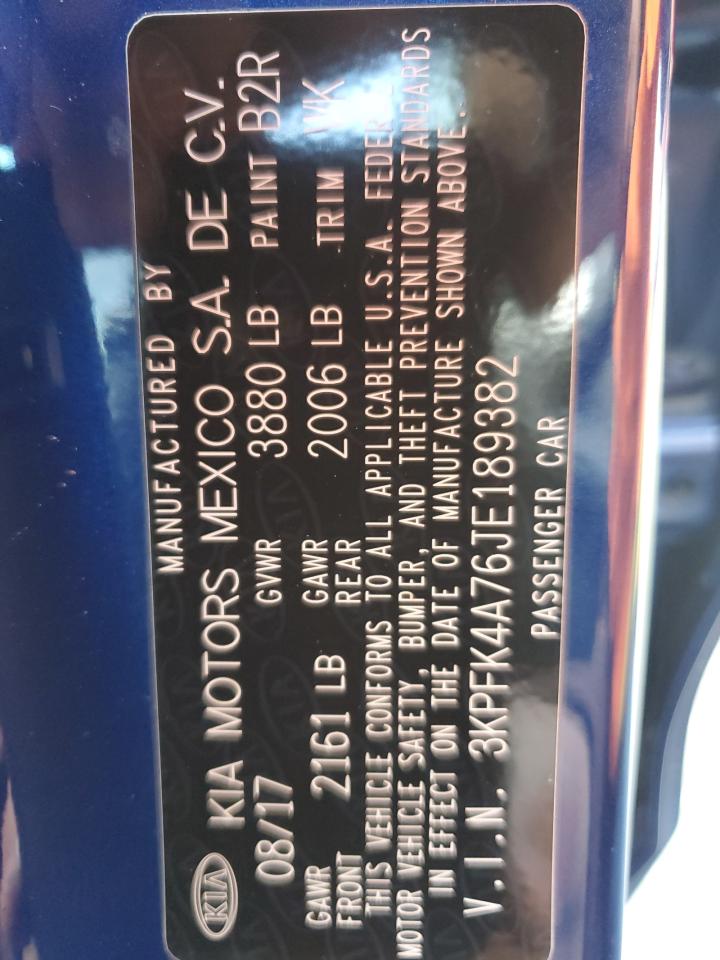 MANUFACTURED BY
KIA KIA MOTORS MEXICO S.A. DE C.V.
08/17 GVWR 3880 LB PAINT B2R
GAWR FRONT 2161 LB GAWR REAR 2006 LB TRIM WK
THIS VEHICLE CONFORMS TO ALL APPLICABLE U.S.A. FEDERAL
MOTOR VEHICLE SAFETY, BUMPER, AND THEFT PREVENTION STANDARDS
IN EFFECT ON THE DATE OF MANUFACTURE SHOWN ABOVE.
V.I.N. 3KPFK4A76JE189382
PASSENGER CAR